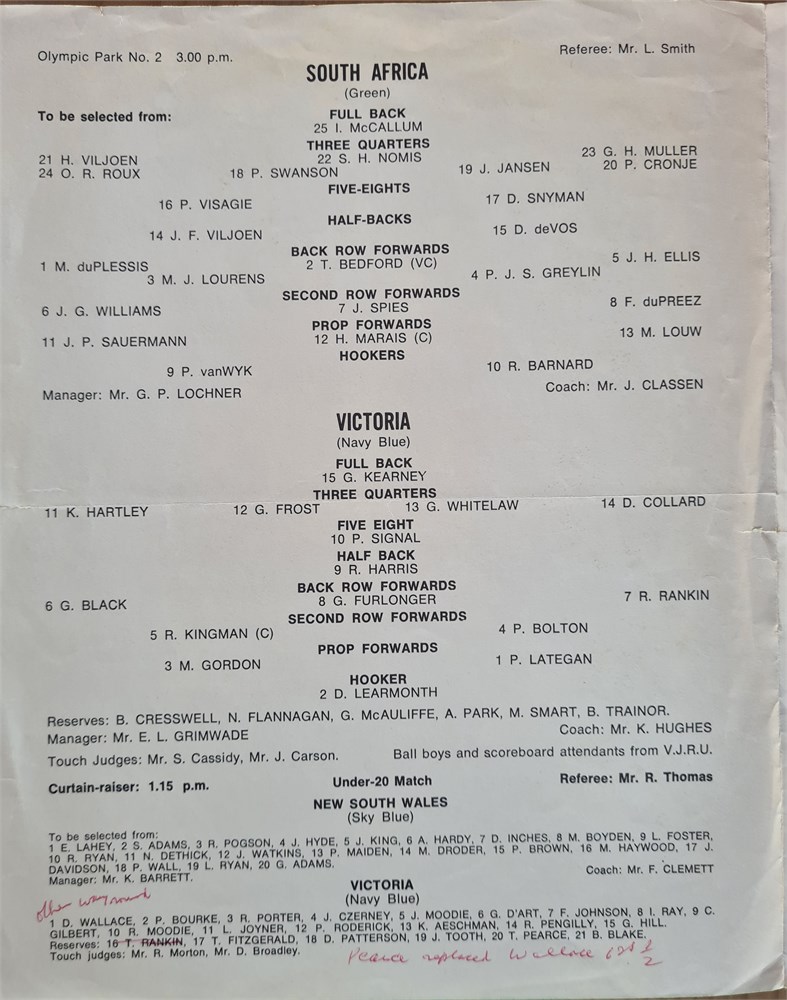 Olympic Park No. 2 3.00 p.m. Referee: Mr. L. Smith
SOUTH AFRICA
(Green)
To be selected from: FULL BACK
25 I. McCALLUM
THREE QUARTERS
21 H. VILJOEN 22 S. H. NOMIS 23 G. H. MULLER
24 O. R. ROUX 18 P. SWANSON 19 J. JANSEN 20 P. CRONJE
FIVE-EIGHTS
16 P. VISAGIE 17 D. SNYMAN
HALF-BACKS
14 J. F. VILJOEN 15 D. deVOS
BACK ROW FORWARDS
1 M. duPLESSIS 2 T. BEDFORD (VC) 5 J. H. ELLIS
3 M. J. LOURENS 4 P. J. S. GREYLIN
SECOND ROW FORWARDS
6 J. G. WILLIAMS 7 J. SPIES 8 F. duPREEZ
PROP FORWARDS
11 J. P. SAUERMANN 12 H. MARAIS (C) 13 M. LOUW
HOOKERS
9 P. vanWYK 10 R. BARNARD
Manager: Mr. G. P. LOCHNER Coach: Mr. J. CLASSEN
VICTORIA
(Navy Blue)
FULL BACK
15 G. KEARNEY
THREE QUARTERS
11 K. HARTLEY 12 G. FROST 13 G. WHITELAW 14 D. COLLARD
FIVE EIGHT
10 P. SIGNAL
HALF BACK
9 R. HARRIS
BACK ROW FORWARDS
6 G. BLACK 8 G. FURLONGER 7 R. RANKIN
SECOND ROW FORWARDS
5 R. KINGMAN (C) 4 P. BOLTON
PROP FORWARDS
3 M. GORDON 1 P. LATEGAN
HOOKER
2 D. LEARMONTH
Reserves: B. CRESSWELL, N. FLANNAGAN, G. McAULIFFE, A. PARK, M. SMART, B. TRAINOR.
Manager: Mr. E. L. GRIMWADE Coach: Mr. K. HUGHES
Touch Judges: Mr. S. Cassidy, Mr. J. Carson. Ball boys and scoreboard attendants from V.J.R.U.
Curtain-raiser: 1.15 p.m. Under-20 Match Referee: Mr. R. Thomas
NEW SOUTH WALES
(Sky Blue)
To be selected from:
1 E. LAHEY, 2 S. ADAMS, 3 R. POGSON, 4 J. HYDE, 5 J. KING, 6 A. HARDY, 7 D. INCHES, 8 M. BOYDEN, 9 L. FOSTER,
10 R. RYAN, 11 N. DETHICK, 12 J. WATKINS, 13 P. MAIDEN, 14 M. DRODER, 15 P. BROWN, 16 M. HAYWOOD, 17 J.
DAVIDSON, 18 P. WALL, 19 L. RYAN, 20 G. ADAMS.
Manager: Mr. K. BARRETT. Coach: Mr. F. CLEMETT
VICTORIA
(Navy Blue)
other way round
1 D. WALLACE, 2 P. BOURKE, 3 R. PORTER, 4 J. CZERNEY, 5 J. MOODIE, 6 G. D'ART, 7 F. JOHNSON, 8 I. RAY, 9 C.
GILBERT, 10 R. MOODIE, 11 L. JOYNER, 12 P. RODERICK, 13 K. AESCHMAN, 14 R. PENGILLY, 15 G. HILL.
Reserves: 16 T. RANKIN, 17 T. FITZGERALD, 18 D. PATTERSON, 19 J. TOOTH, 20 T. PEARCE, 21 B. BLAKE.
Touch judges: Mr. R. Morton, Mr. D. Broadley.
Pearce replaced Wallace 1st ½